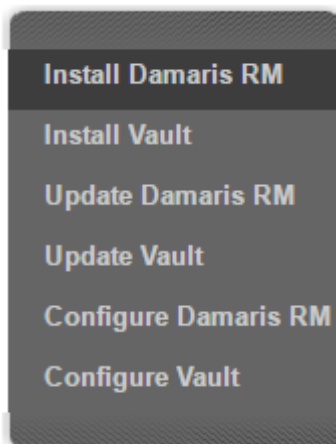 Install Damaris RM
Install Vault
Update Damaris RM
Update Vault
Configure Damaris RM
Configure Vault